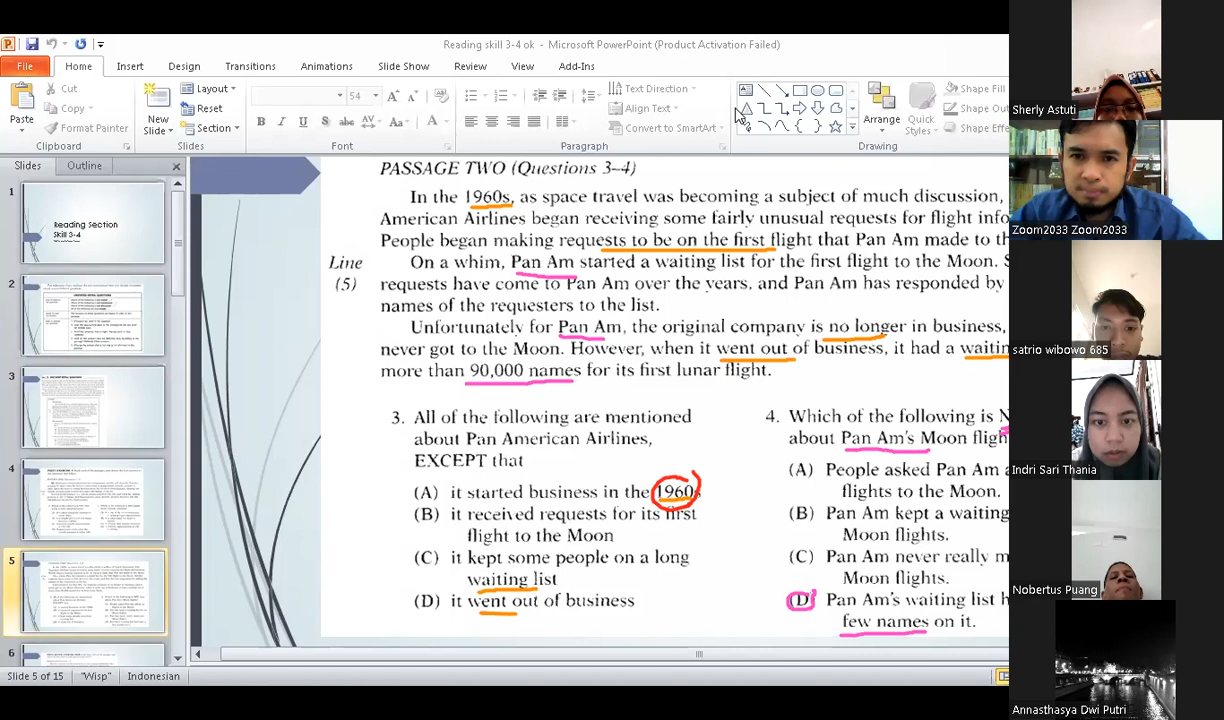 Reading skill 3-4 ok - Microsoft PowerPoint (Product Activation Failed)
File Home Insert Design Transitions Animations Slide Show Review View Add-Ins
Cut
Copy
Format Painter
Paste
Clipboard
New
Slide
Layout
Reset
Section
Slides
54
Font
Text Direction
Align Text
Convert to SmartArt
Paragraph
Arrange
Quick
Styles
Shape Fill
Shape
Drawing
Slides Outline
1
Reading Section
Skill 3-4
2
3
4
5
6
PASSAGE TWO (Questions 3–4)
In the 1960s, as space travel was becoming a subject of much discussion,
American Airlines began receiving some fairly unusual requests for flight
People began making requests to be on the first flight that Pan Am made to
Line On a whim, Pan Am started a waiting list for the first flight to the Moon.
(5) requests have come to Pan Am over the years, and Pan Am has responded by
names of the requesters to the list.
Unfortunately for Pan Am, the original company is no longer in business,
never got to the Moon. However, when it went out of business, it had a
more than 90,000 names for its first lunar flight.
3. All of the following are mentioned
about Pan American Airlines,
EXCEPT that
(A) it started business in the 1960s
(B) it received requests for its first
flight to the Moon
(C) it kept some people on a long
waiting list
(D) it went out of business
4. Which of the following is
about Pan Am's Moon
(A) People asked Pan Am
flights to the Moon.
(B) Pan Am kept a waiting
Moon flights.
(C) Pan Am never really
Moon flights.
(D) Pan Am's waiting list
few names on it.
Slide 5 of 15 "Wisp" Indonesian
Sherly Astuti
Zoom2033 Zoom2033
satrio wibowo 685
Indri Sari Thania
Nobertus Puang
Annasthasya Dwi Putri